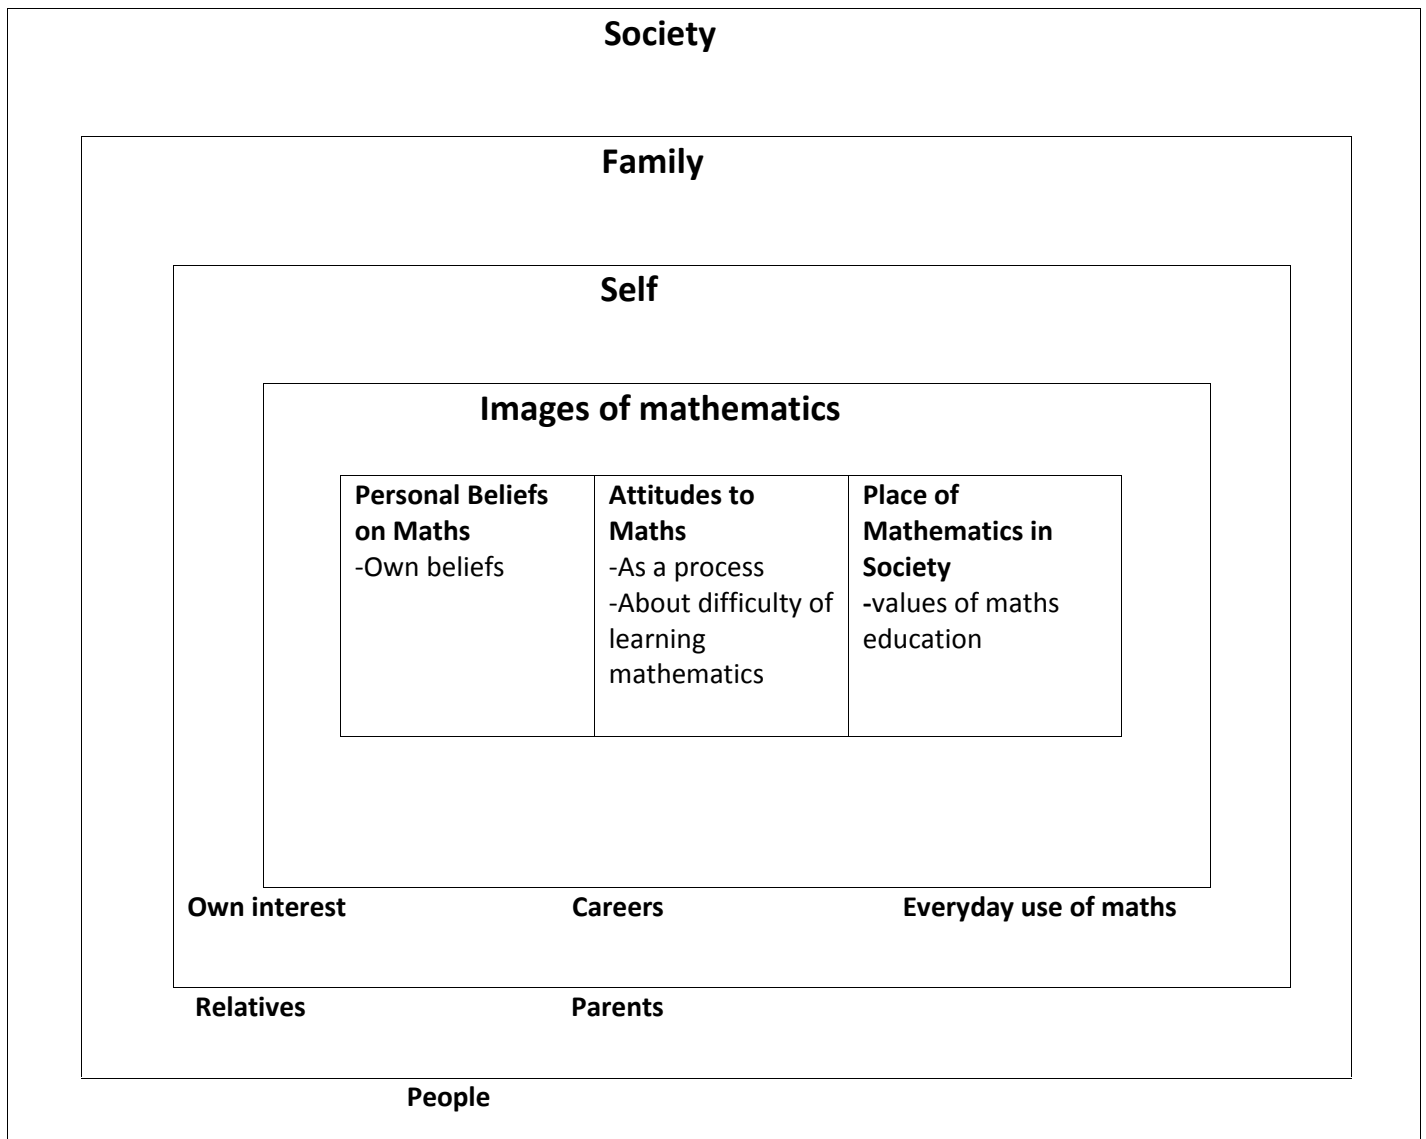 Society
Family
Self
Images of mathematics
Personal Beliefs
on Maths
-Own beliefs
Attitudes to
Maths
-As a process
-About difficulty of
learning
mathematics
Place of
Mathematics in
Society
-values of maths
education
Own interest
Careers
Everyday use of maths
Relatives
Parents
People